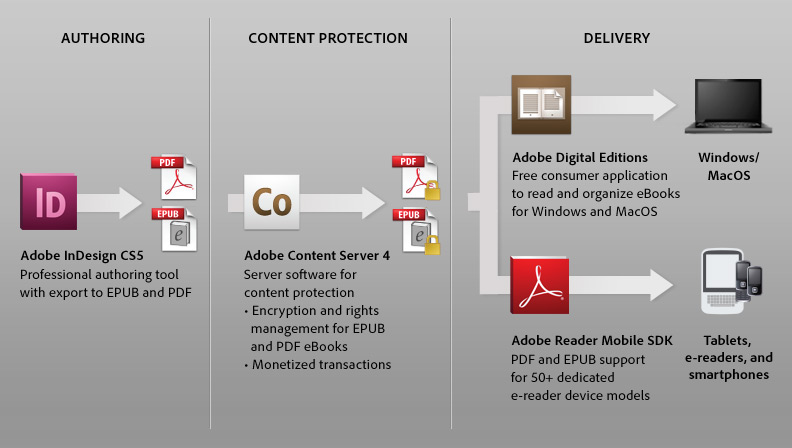 AUTHORING
Id
PDF
EPUB
e
Adobe InDesign CS5
Professional authoring tool
with export to EPUB and PDF
CONTENT PROTECTION
Co
PDF
EPUB
e
Adobe Content Server 4
Server software for
content protection
• Encryption and rights
management for EPUB
and PDF eBooks
• Monetized transactions
DELIVERY
Adobe Digital Editions
Free consumer application
to read and organize eBooks
for Windows and MacOS
Windows/
MacOS
Adobe Reader Mobile SDK
PDF and EPUB support
for 50+ dedicated
e-reader device models
Tablets,
e-readers, and
smartphones